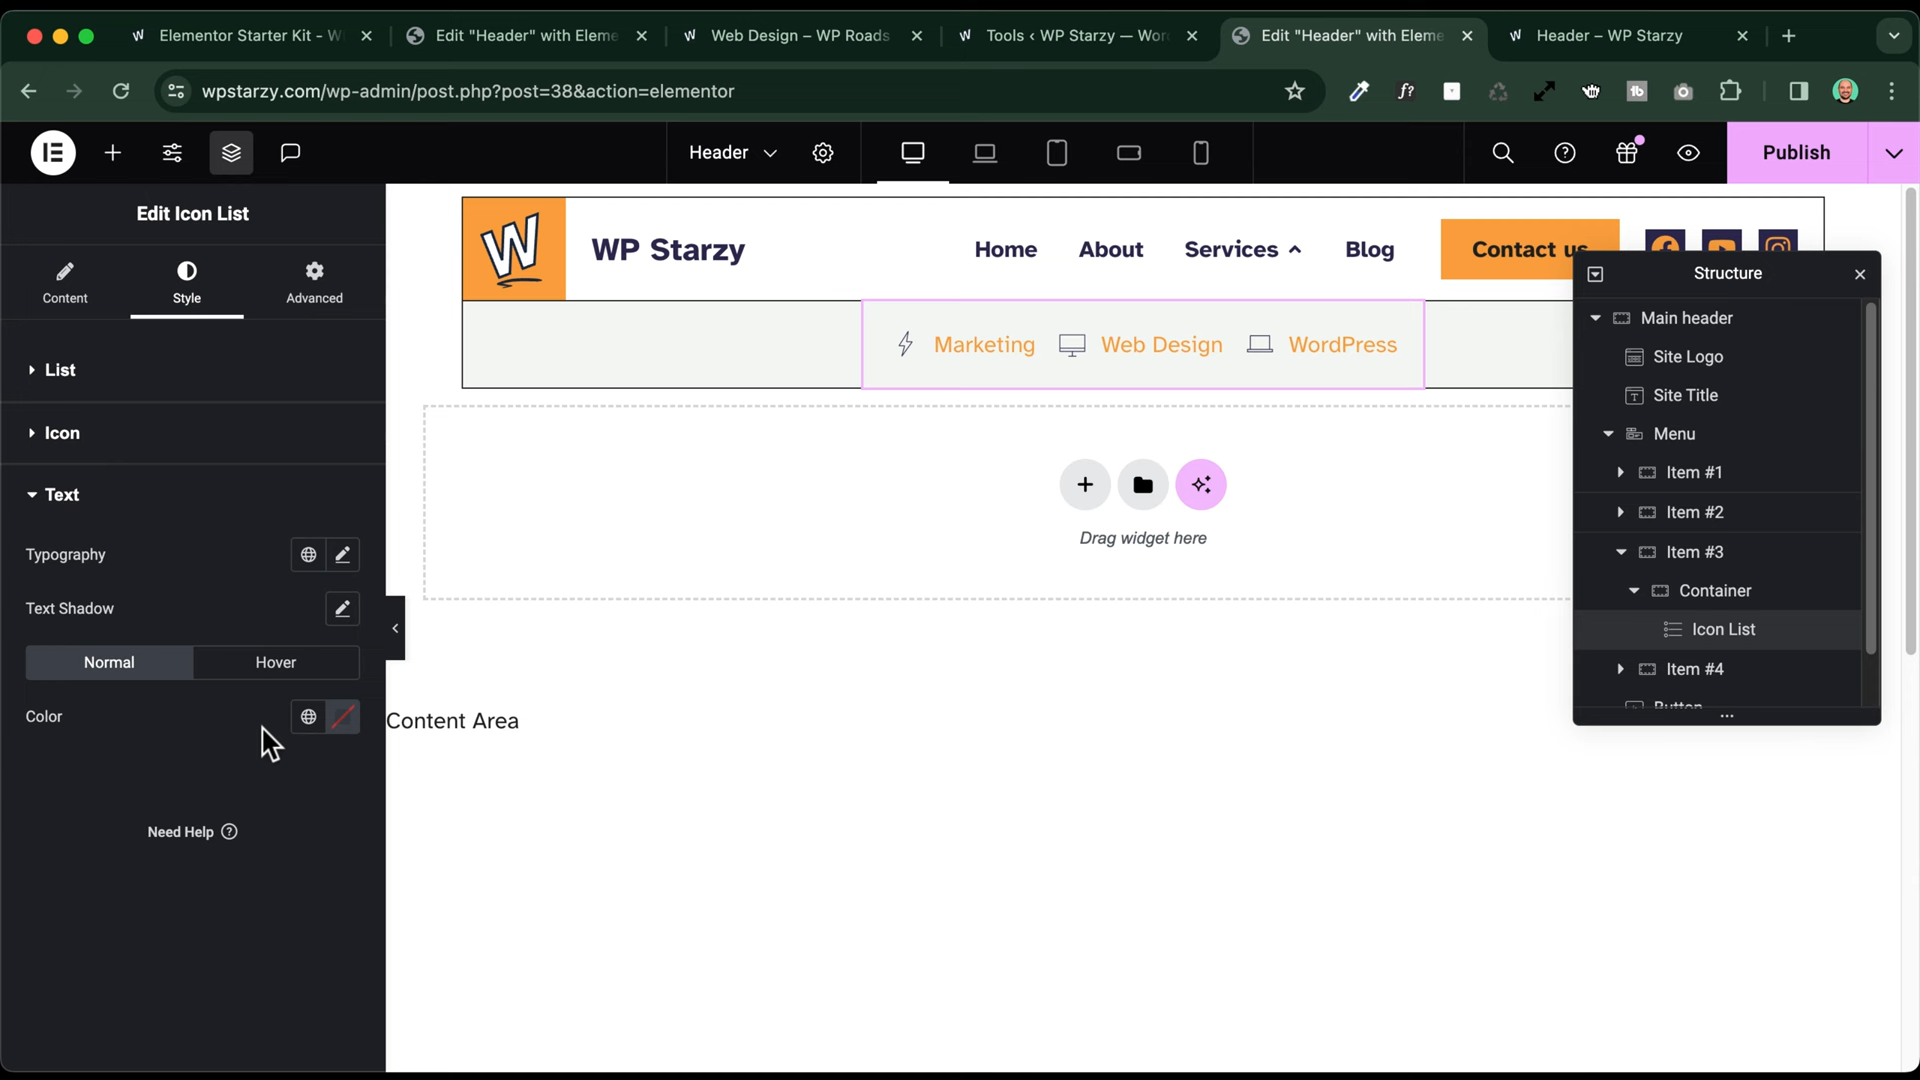 Elementor Starter Kit - W
Edit "Header" with Eleme
Web Design – WP Roads
Tools ‹ WP Starzy — Wor
Edit "Header" with Eleme
Header – WP Starzy
wpstarzy.com/wp-admin/post.php?post=38&action=elementor
Header
Publish
Edit Icon List
Content
Style
Advanced
List
Icon
Text
Typography
Text Shadow
Normal
Hover
Color
Need Help
W
WP Starzy
Home
About
Services
Blog
Contact us
Marketing
Web Design
WordPress
Drag widget here
Content Area
Structure
Main header
Site Logo
Site Title
Menu
Item #1
Item #2
Item #3
Container
Icon List
Item #4
Button